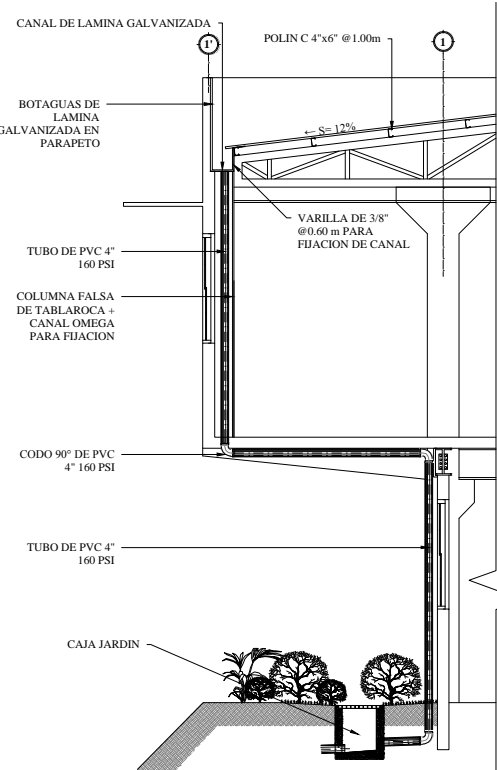 CANAL DE LAMINA GALVANIZADA
POLIN C 4"x6" @1.00m
1'
1
BOTAGUAS DE
LAMINA
GALVANIZADA EN
PARAPETO
← S= 12%
VARILLA DE 3/8"
@0.60 m PARA
FIJACION DE CANAL
TUBO DE PVC 4"
160 PSI
COLUMNA FALSA
DE TABLAROCA +
CANAL OMEGA
PARA FIJACION
CODO 90° DE PVC
4" 160 PSI
TUBO DE PVC 4"
160 PSI
CAJA JARDIN